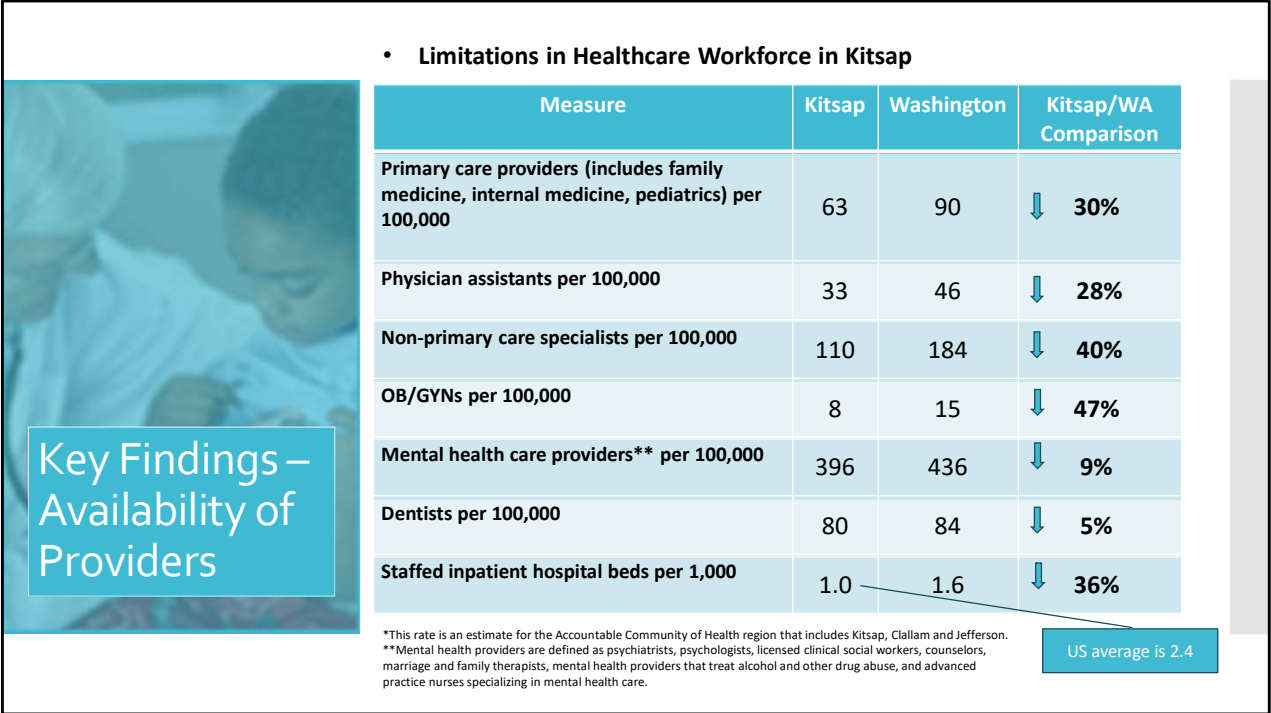 • Limitations in Healthcare Workforce in Kitsap
Measure Kitsap Washington Kitsap/WA
Comparison
Primary care providers (includes family
medicine, internal medicine, pediatrics) per
100,000
63 90 30%
Physician assistants per 100,000
33 46 28%
Non-primary care specialists per 100,000
110 184 40%
OB/GYNs per 100,000
8 15 47%
Mental health care providers** per 100,000
396 436 9%
Dentists per 100,000
80 84 5%
Staffed inpatient hospital beds per 1,000
1.0 1.6 36%
Key Findings –
Availability of
Providers
*This rate is an estimate for the Accountable Community of Health region that includes Kitsap, Clallam and Jefferson.
**Mental health providers are defined as psychiatrists, psychologists, licensed clinical social workers, counselors,
marriage and family therapists, mental health providers that treat alcohol and other drug abuse, and advanced
practice nurses specializing in mental health care.
US average is 2.4